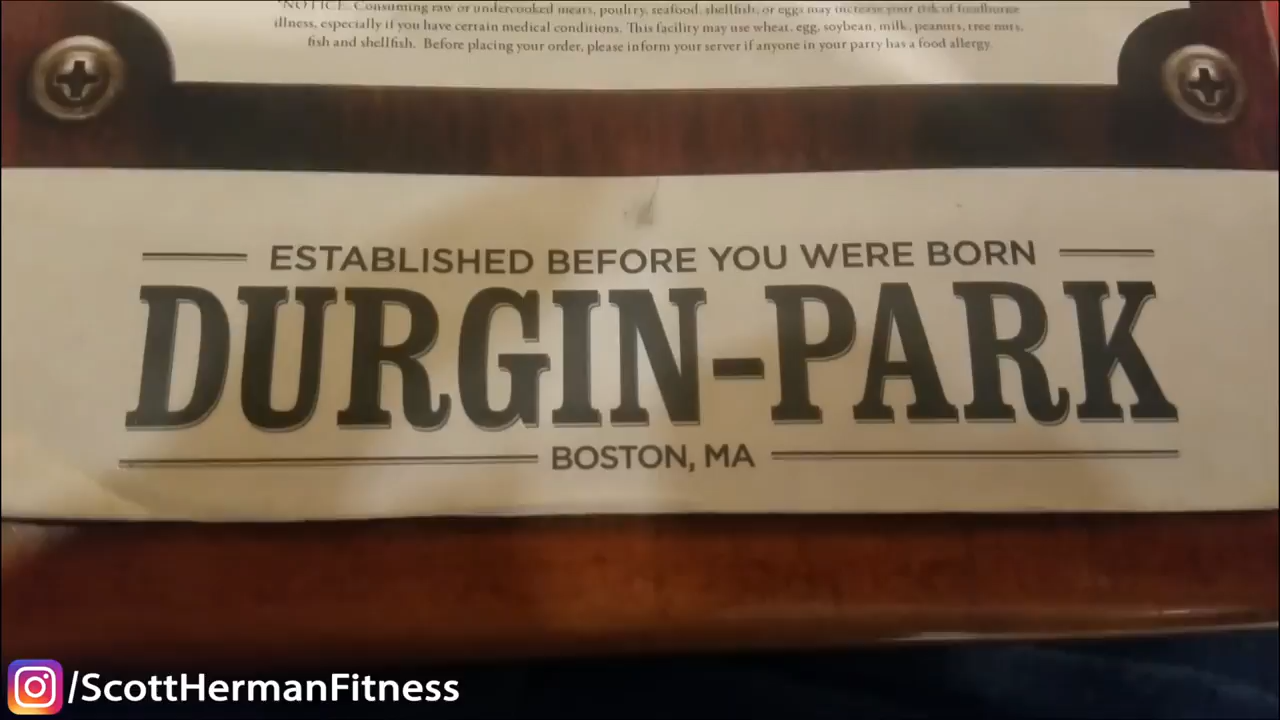 *NOTICE: Consuming raw or undercooked meats, poultry, seafood, shellfish, or eggs may increase your risk of foodborne
illness, especially if you have certain medical conditions. This facility may use wheat, egg, soybean, milk, peanuts, tree nuts,
fish and shellfish. Before placing your order, please inform your server if anyone in your party has a food allergy.
ESTABLISHED BEFORE YOU WERE BORN
DURGIN-PARK
BOSTON, MA
/ScottHermanFitness